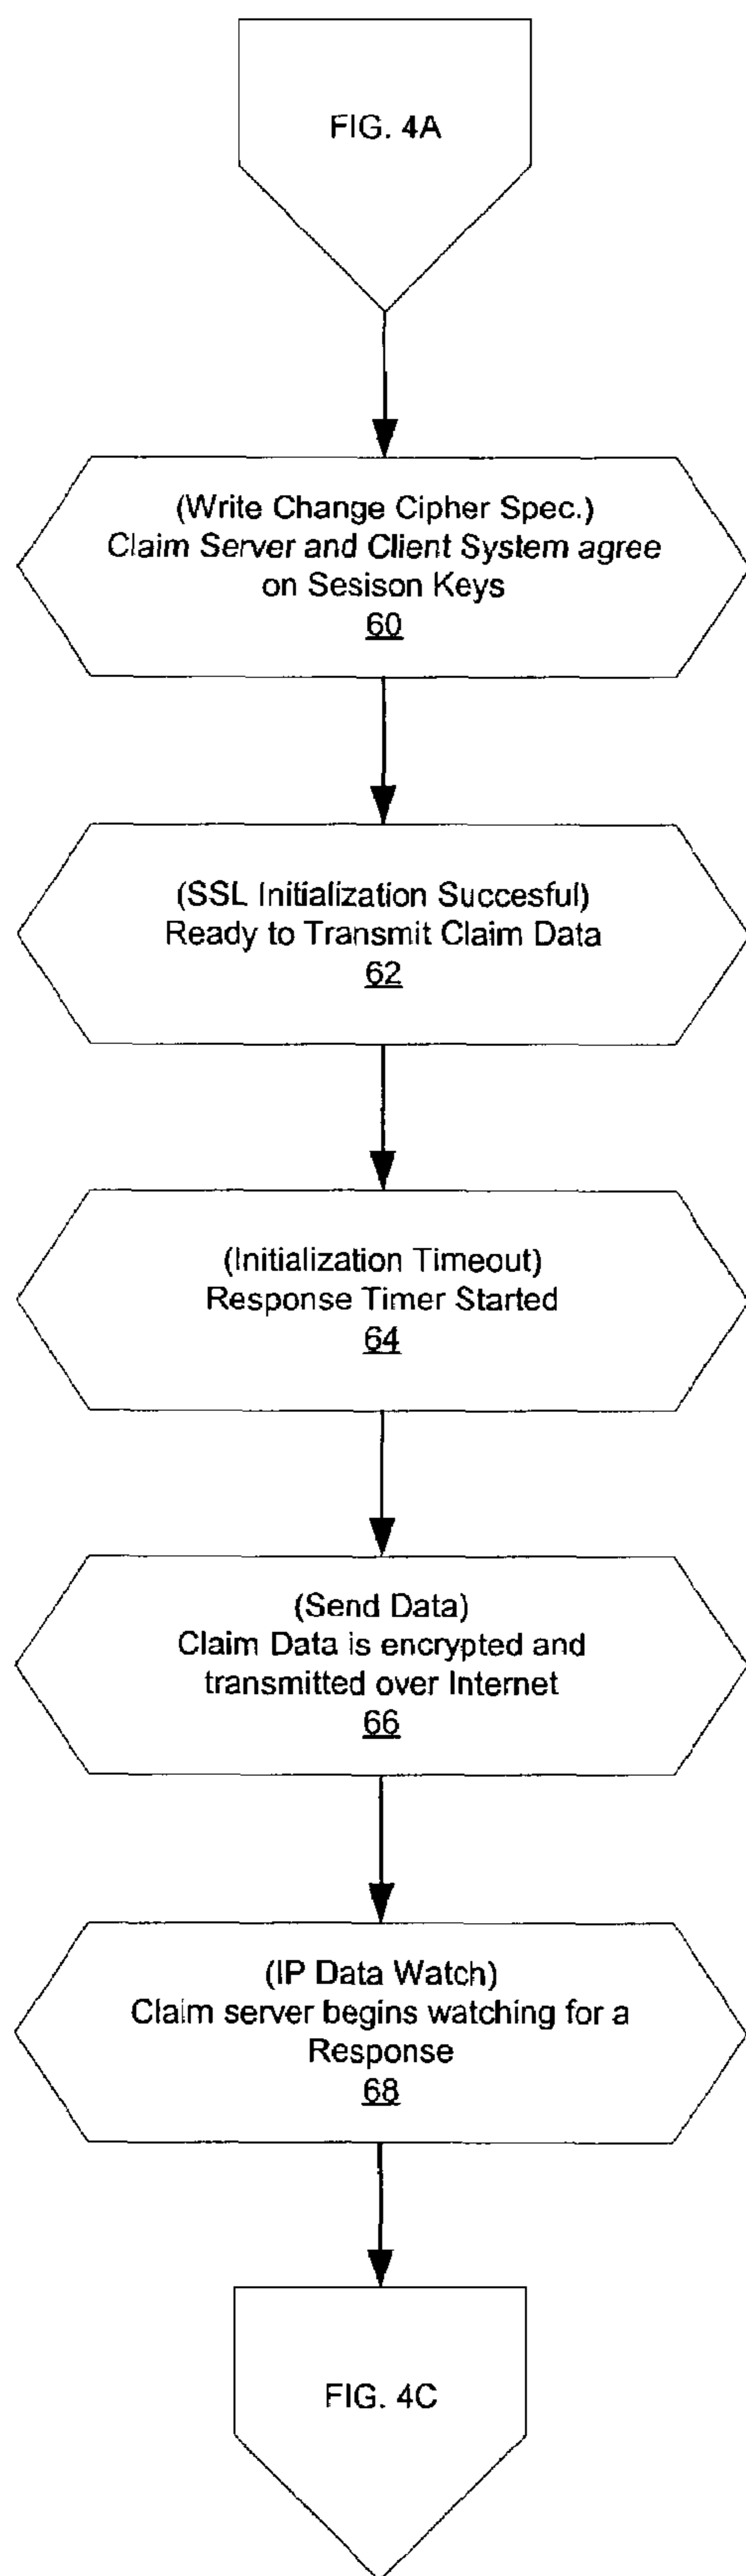 FIG. 4A
(Write Change Cipher Spec.)
Claim Server and Client System agree
on Sesison Keys
60
(SSL Initialization Succesful)
Ready to Transmit Claim Data
62
(Initialization Timeout)
Response Timer Started
64
(Send Data)
Claim Data is encrypted and
transmitted over Internet
66
(IP Data Watch)
Claim server begins watching for a
Response
68
FIG. 4C